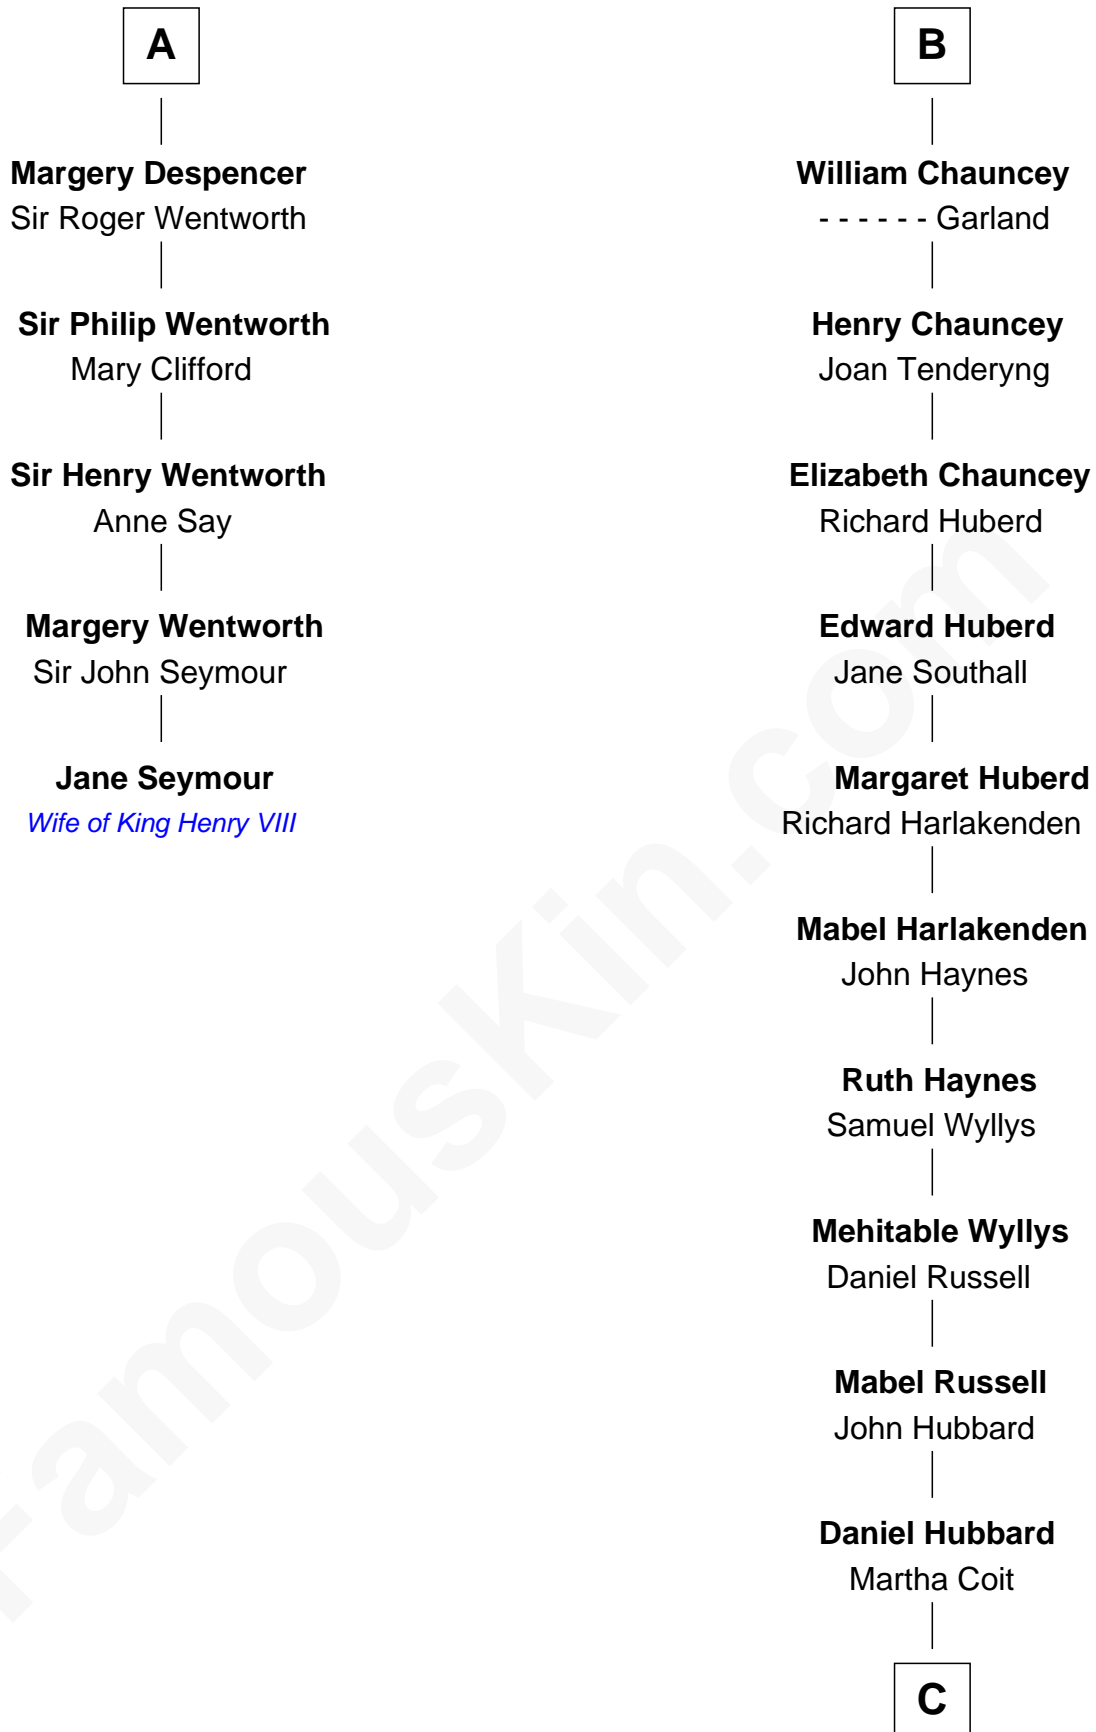 A
Margery Despencer
Sir Roger Wentworth
Sir Philip Wentworth
Mary Clifford
Sir Henry Wentworth
Anne Say
Margery Wentworth
Sir John Seymour
Jane Seymour
Wife of King Henry VIII
B
William Chauncey
- - - - - - Garland
Henry Chauncey
Joan Tenderyng
Elizabeth Chauncey
Richard Huberd
Edward Huberd
Jane Southall
Margaret Huberd
Richard Harlakenden
Mabel Harlakenden
John Haynes
Ruth Haynes
Samuel Wyllys
Mehitable Wyllys
Daniel Russell
Mabel Russell
John Hubbard
Daniel Hubbard
Martha Coit
C
FamousKin.com